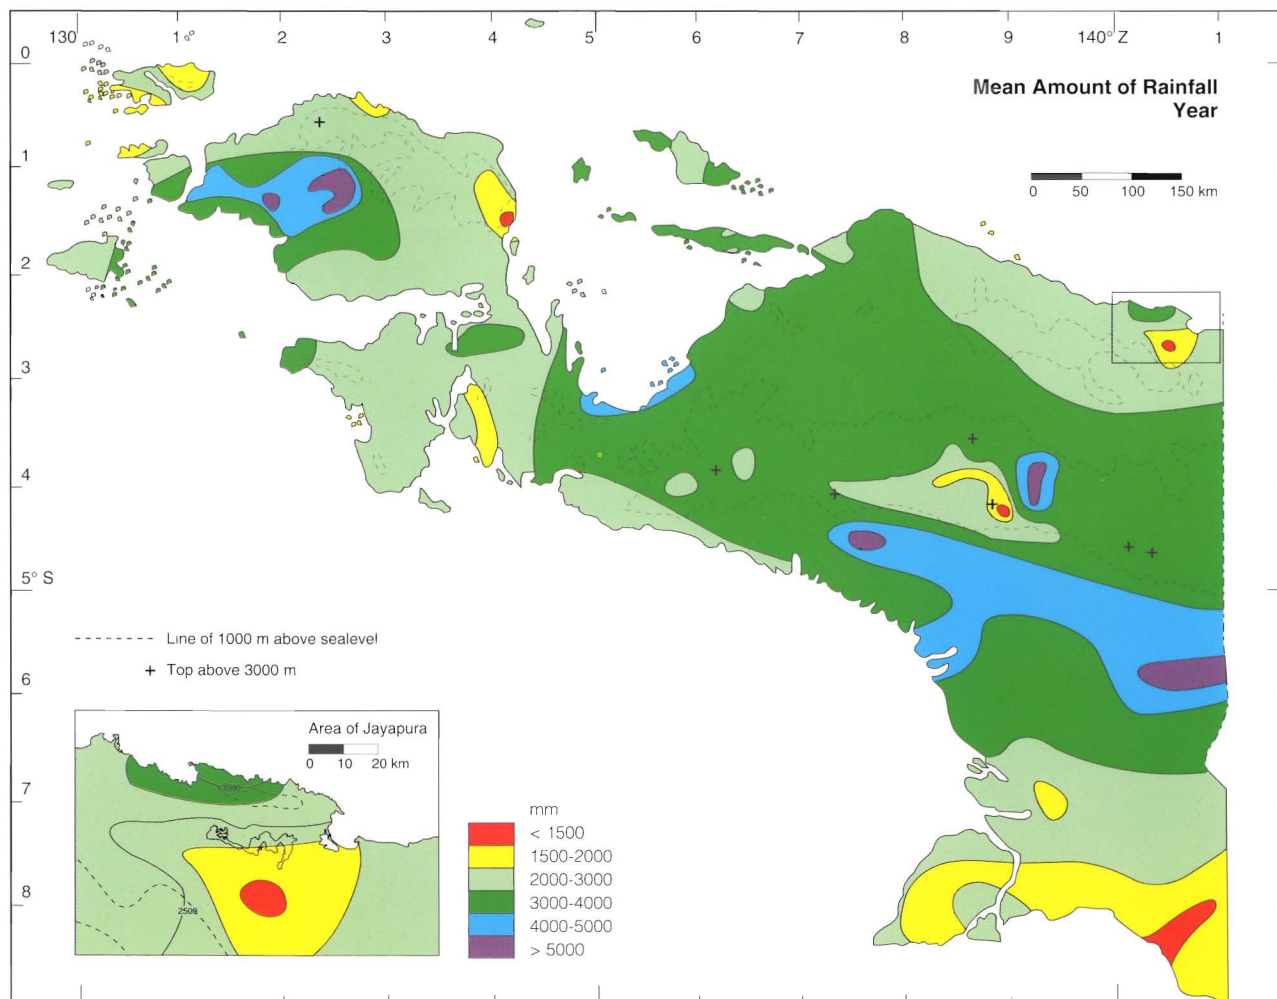 130 1° 2 3 4 5 6 7 8 9 140° Z 1
0
Mean Amount of Rainfall
Year
1
0 50 100 150 km
2
3
4
5° S
Line of 1000 m above sealevel
+ Top above 3000 m
6
Area of Jayapura
0 10 20 km
3500
7
mm
< 1500
1500-2000
2000-3000
8
3000-4000
2500
4000-5000
> 5000